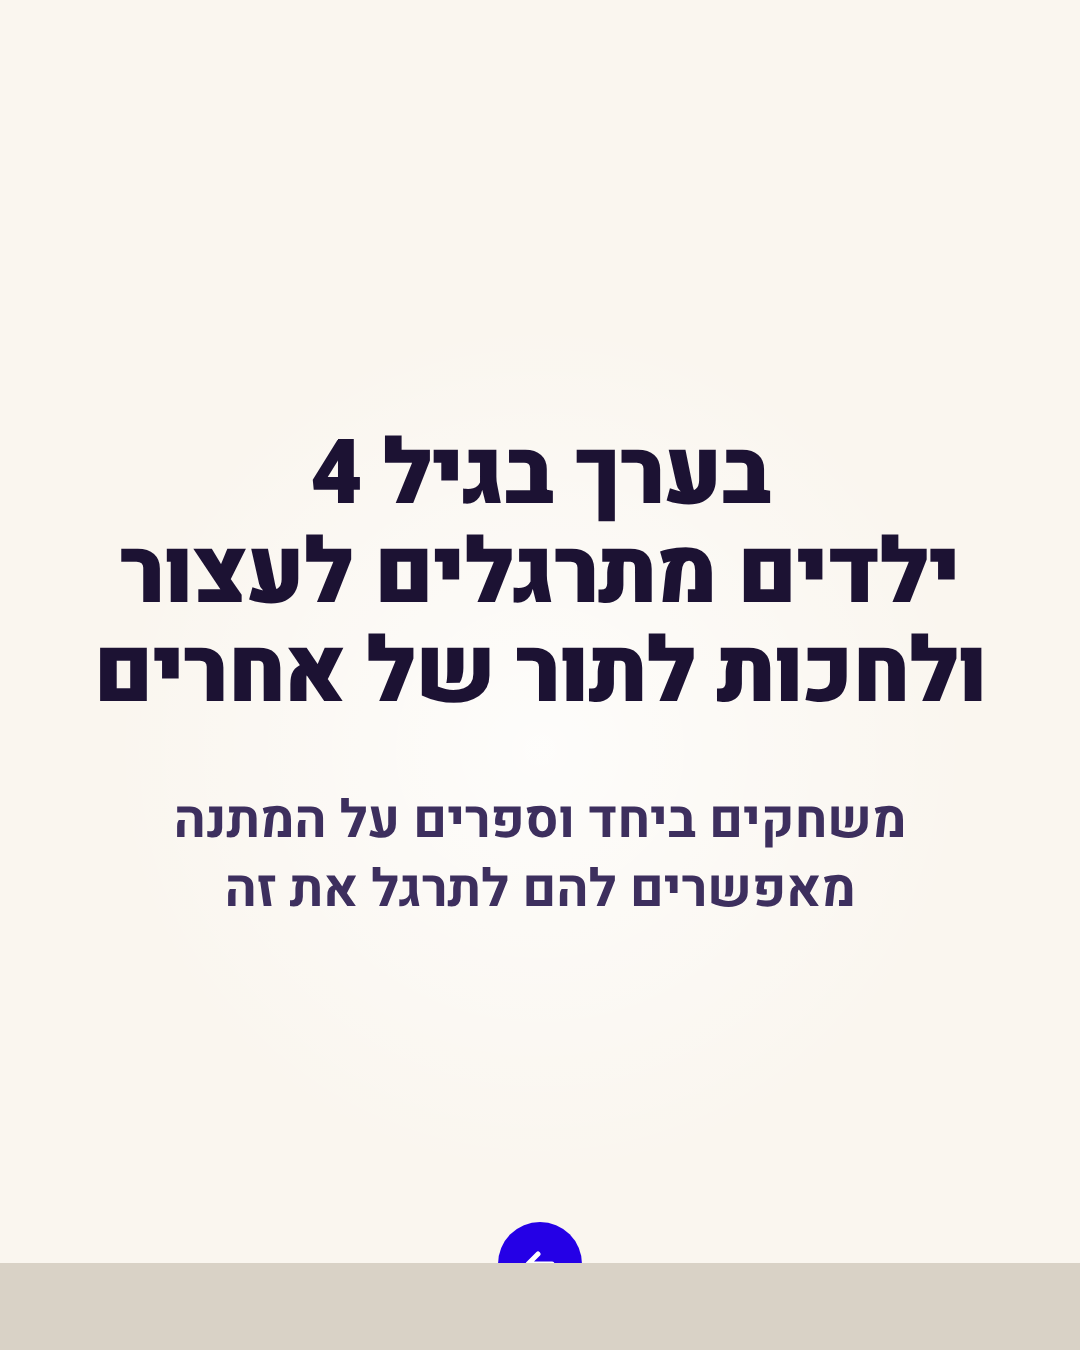 בערך בגיל 4
ילדים מתרגלים לעצור
ולחכות לתור של אחרים
משחקים ביחד וספרים על המתנה
מאפשרים להם לתרגל את זה